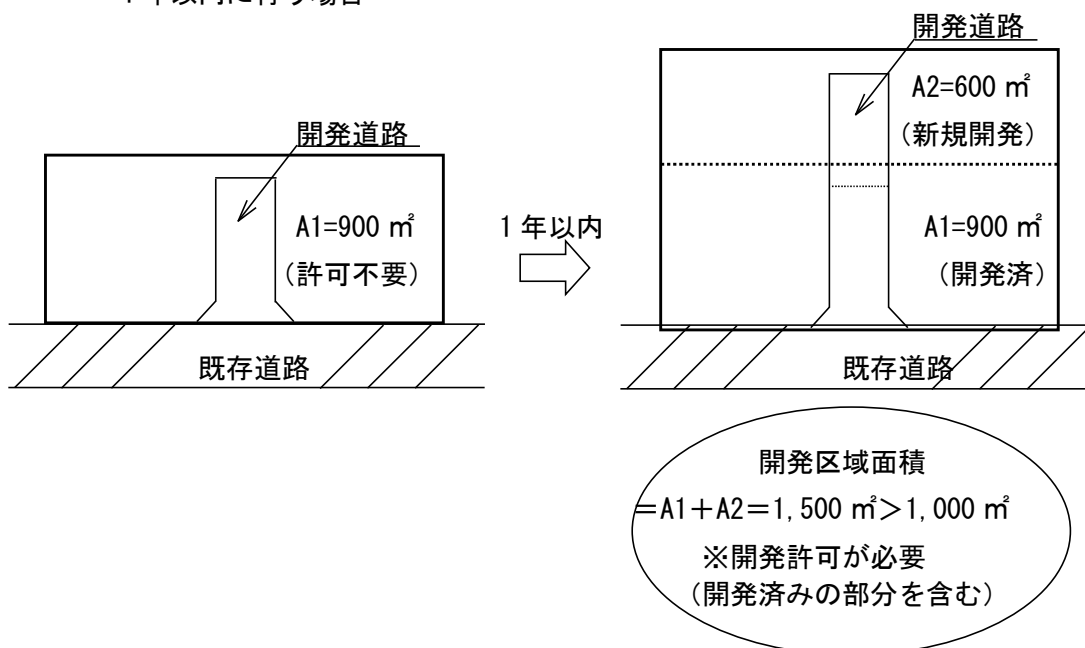 開発道路
A1=900 ㎡
(許可不要)
既存道路
1年以内
開発道路
A2=600 ㎡
(新規開発)
A1=900 ㎡
(開発済)
既存道路
開発区域面積
=A1+A2=1,500 ㎡>1,000 ㎡
※開発許可が必要
(開発済みの部分を含む)